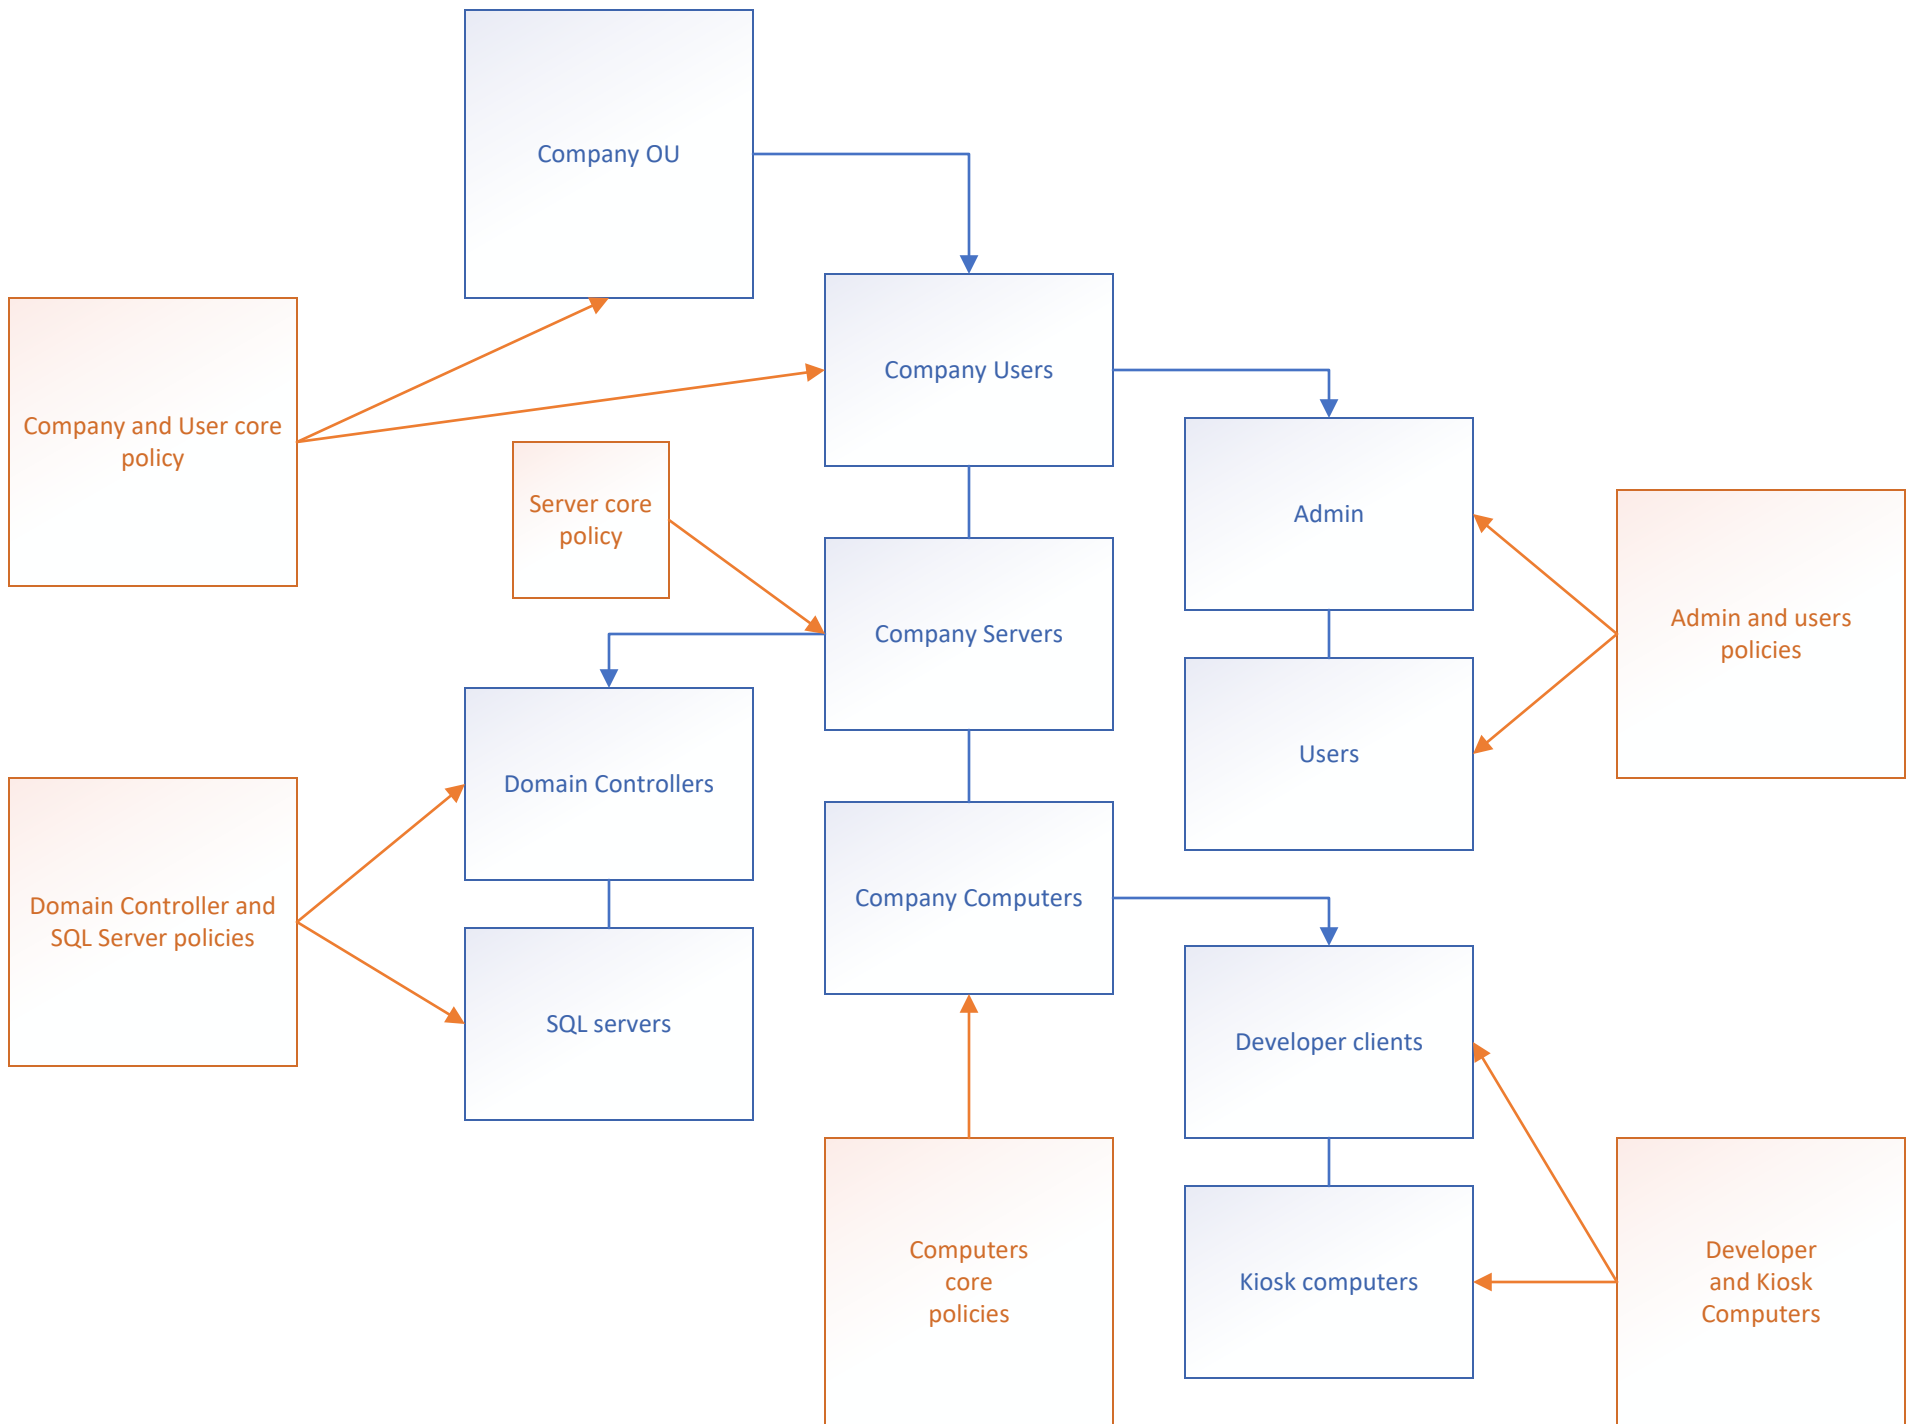 Company OU
Company Users
Company and User core
policy
Server core
policy
Admin
Admin and users
policies
Company Servers
Users
Domain Controllers
Domain Controller and
SQL Server policies
Company Computers
SQL servers
Developer clients
Computers
core
policies
Kiosk computers
Developer
and Kiosk
Computers